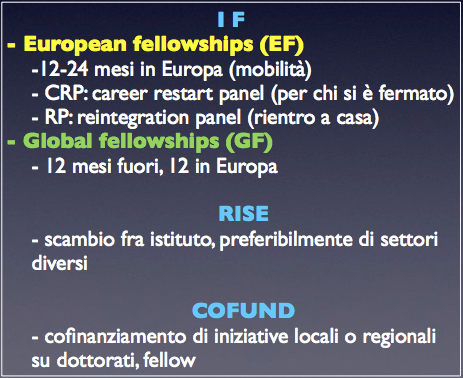 I F
- European fellowships (EF)
-12-24 mesi in Europa (mobilità)
- CRP: career restart panel (per chi si è fermato)
- RP: reintegration panel (rientro a casa)
- Global fellowships (GF)
- 12 mesi fuori, 12 in Europa
RISE
- scambio fra istituto, preferibilmente di settori
diversi
COFUND
- cofinanziamento di iniziative locali o regionali
su dottorati, fellow